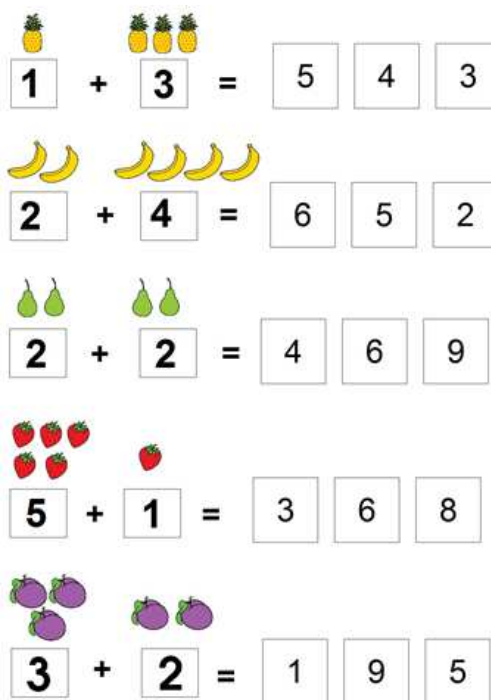 1 + 3 = 5 4 3
2 + 4 = 6 5 2
2 + 2 = 4 6 9
5 + 1 = 3 6 8
3 + 2 = 1 9 5